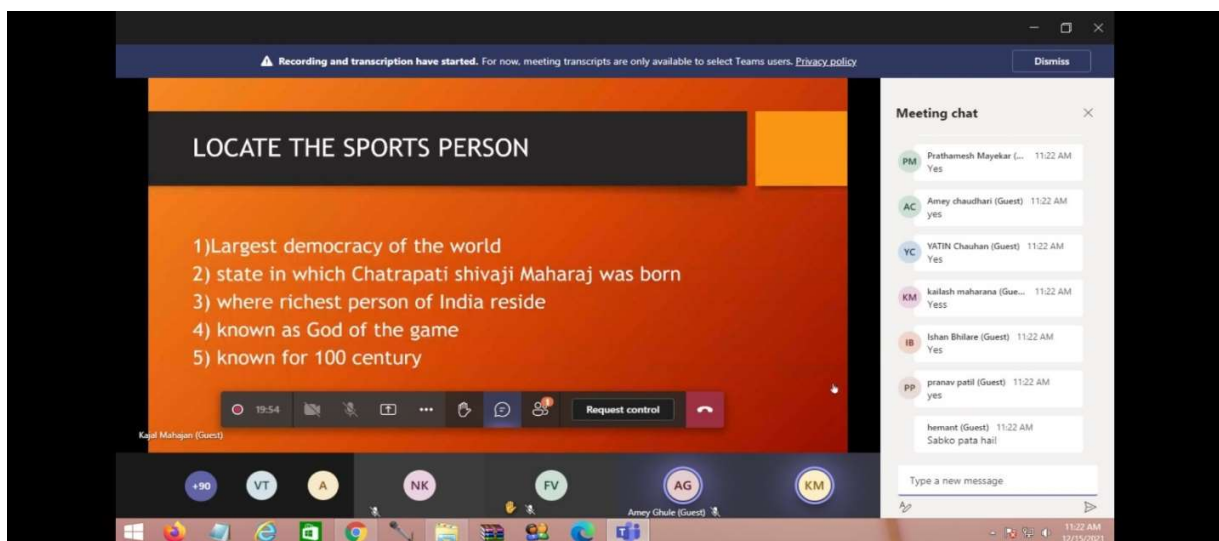 Recording and transcription have started. For now, meeting transcripts are only available to select Teams users. Privacy policy
Dismiss
LOCATE THE SPORTS PERSON
1)Largest democracy of the world
2) state in which Chatrapati shivaji Maharaj was born
3) where richest person of India reside
4) known as God of the game
5) known for 100 century
19:54
1
Request control
Kajal Mahajan (Guest)
+90
VT
A
NK
FV
AG
Amey Ghule (Guest)
KM
Meeting chat
PM
Prathamesh Mayekar (... 11:22 AM
Yes
AC
Amey chaudhari (Guest) 11:22 AM
yes
YC
YATIN Chauhan (Guest) 11:22 AM
Yes
KM
kailash maharana (Gue... 11:22 AM
Yess
IB
Ishan Bhilare (Guest) 11:22 AM
Yes
PP
pranav patil (Guest) 11:22 AM
yes
hemant (Guest) 11:22 AM
Sabko pata hail
Type a new message
11:22 AM
12/15/2021